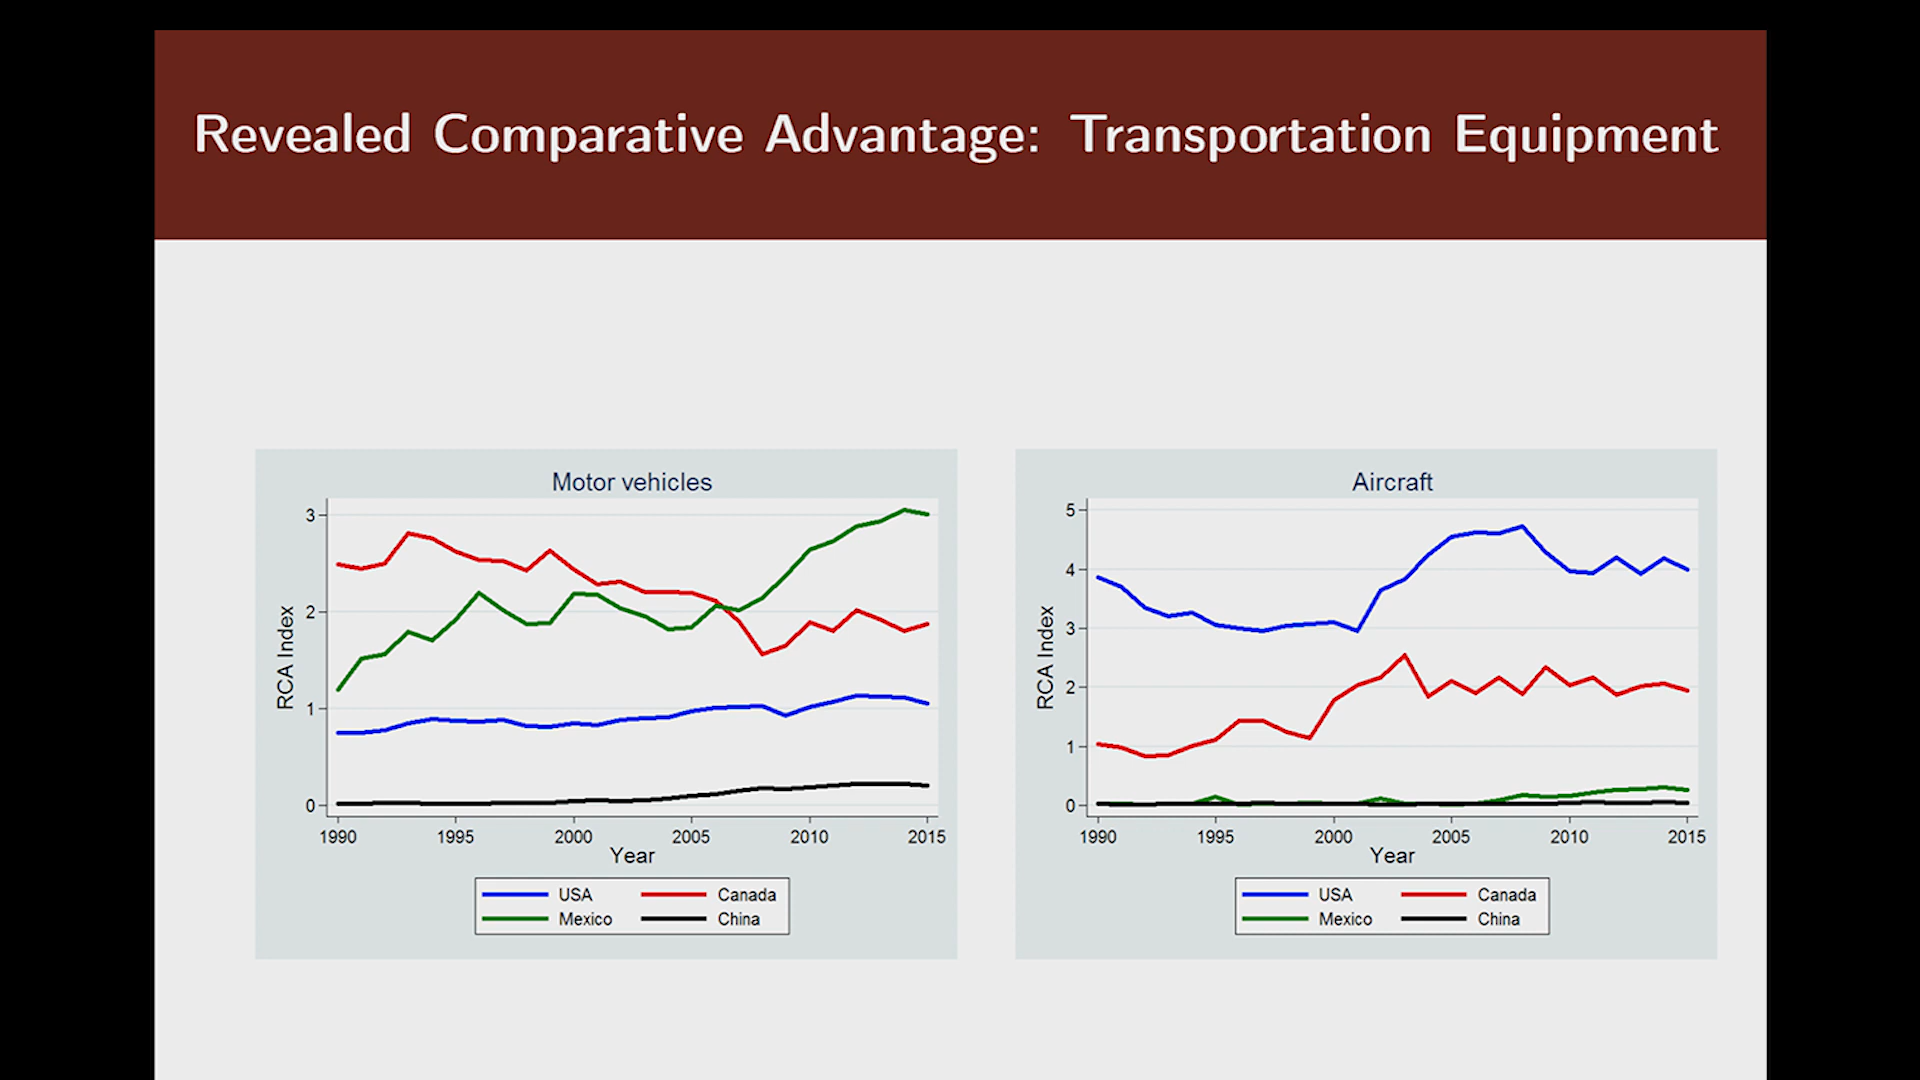 Revealed Comparative Advantage: Transportation Equipment
Motor vehicles
RCA Index
3
2
1
0
1990 1995 2000 2005 2010 2015
Year
USA Canada
Mexico China
Aircraft
RCA Index
5
4
3
2
1
0
1990 1995 2000 2005 2010 2015
Year
USA Canada
Mexico China